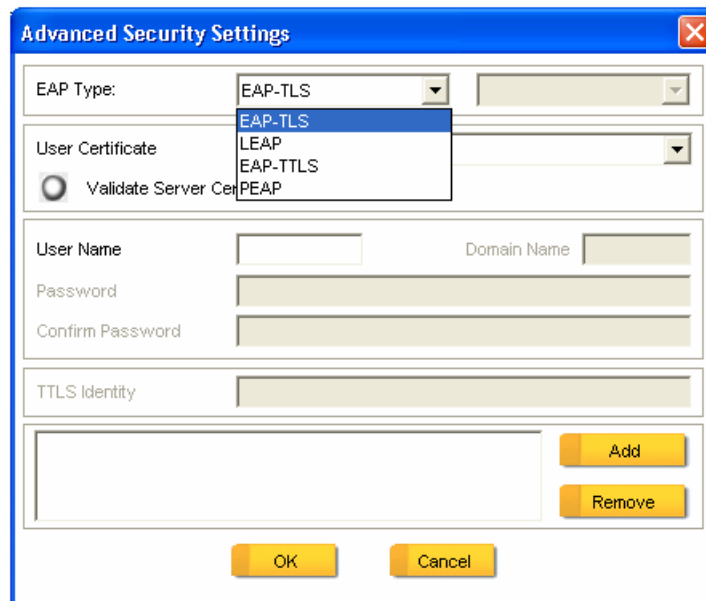 Advanced Security Settings
EAP Type:
EAP-TLS
EAP-TLS
LEAP
EAP-TTLS
PEAP
User Certificate
Validate Server Cer
User Name
Domain Name
Password
Confirm Password
TTLS Identity
Add
Remove
OK
Cancel